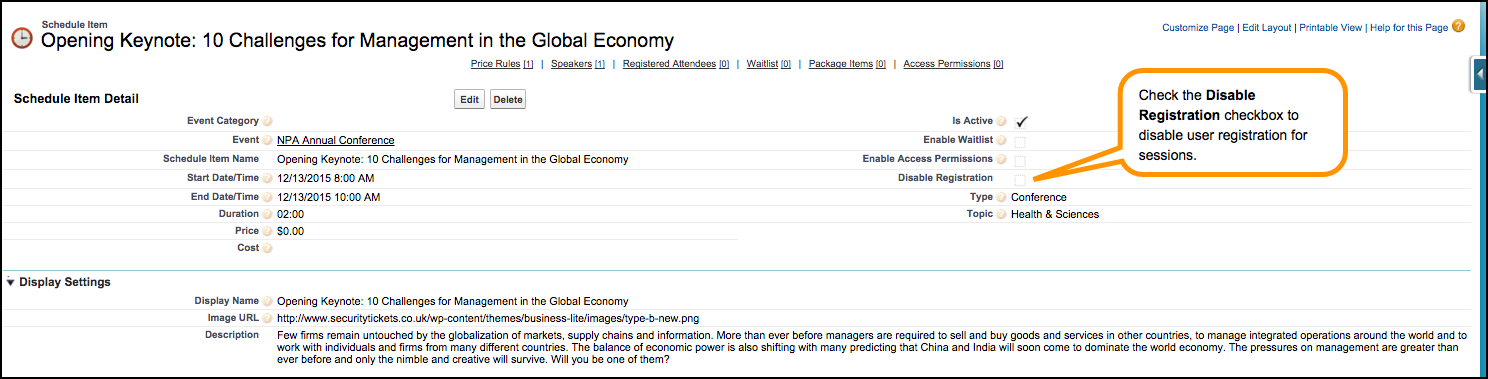 Schedule Item
Opening Keynote: 10 Challenges for Management in the Global Economy
Customize Page | Edit Layout | Printable View | Help for this Page ?
Price Rules [1] | Speakers [1] | Registered Attendees [0] | Waitlist [0] | Package Items [0] | Access Permissions [0]
Schedule Item Detail
Edit Delete
Event Category ?
Event ? NPA Annual Conference
Schedule Item Name Opening Keynote: 10 Challenges for Management in the Global Economy
Start Date/Time ? 12/13/2015 8:00 AM
End Date/Time ? 12/13/2015 10:00 AM
Duration ? 02:00
Price ? $0.00
Cost ?
Is Active ?
Enable Waitlist ?
Enable Access Permissions ?
Disable Registration
Type ? Conference
Topic ? Health & Sciences
Check the Disable
Registration checkbox to
disable user registration for
sessions.
Display Settings
Display Name ? Opening Keynote: 10 Challenges for Management in the Global Economy
Image URL ? http://www.securitytickets.co.uk/wp-content/themes/business-lite/images/type-b-new.png
Description ? Few firms remain untouched by the globalization of markets, supply chains and information. More than ever before managers are required to sell and buy goods and services in other countries, to manage integrated operations around the world and to
work with individuals and firms from many different countries. The balance of economic power is also shifting with many predicting that China and India will soon come to dominate the world economy. The pressures on management are greater than
ever before and only the nimble and creative will survive. Will you be one of them?